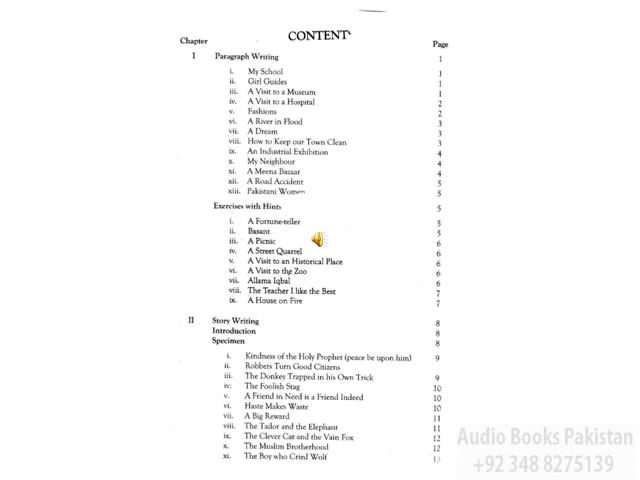 CONTENT
Chapter Page
I Paragraph Writing 1
i. My School 1
ii. Girl Guides 1
iii. A Visit to a Museum 1
iv. A Visit to a Hospital 2
v. Fashions 2
vi. A River in Flood 3
vii. A Dream 3
viii. How to Keep our Town Clean 3
ix. An Industrial Exhibition 4
x. My Neighbour 4
xi. A Meena Bazaar 4
xii. A Road Accident 5
xiii. Pakistani Women 5
Exercises with Hints 5
i. A Fortune-teller 5
ii. Basant 5
iii. A Picnic 6
iv. A Street Quarrel 6
v. A Visit to an Historical Place 6
vi. A Visit to the Zoo 6
vii. Allama Iqbal 6
viii. The Teacher I like the Best 7
ix. A House on Fire 7
II Story Writing 8
Introduction 8
Specimen 8
i. Kindness of the Holy Prophet (peace be upon him) 9
ii. Robbers Turn Good Citizens
iii. The Donkey Trapped in his Own Trick 9
iv. The Foolish Stag 10
v. A Friend in Need is a Friend Indeed 10
vi. Haste Makes Waste 10
vii. A Big Reward 11
viii. The Tailor and the Elephant 11
ix. The Clever Cat and the Vain Fox 12
x. The Muslim Brotherhood 12
xi. The Boy who Cried Wolf 13
Audio Books Pakistan
+92 348 8275139